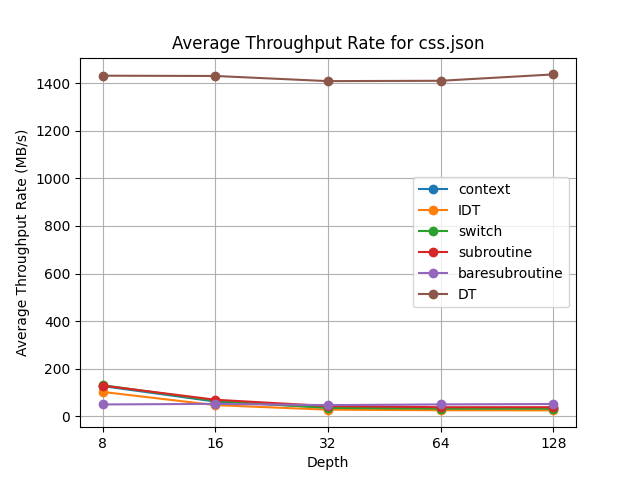 Average Throughput Rate for css.json
Average Throughput Rate (MB/s)
1400
1200
1000
800
600
400
200
0
context
IDT
switch
subroutine
baresubroutine
DT
8 16 32 64 128
Depth